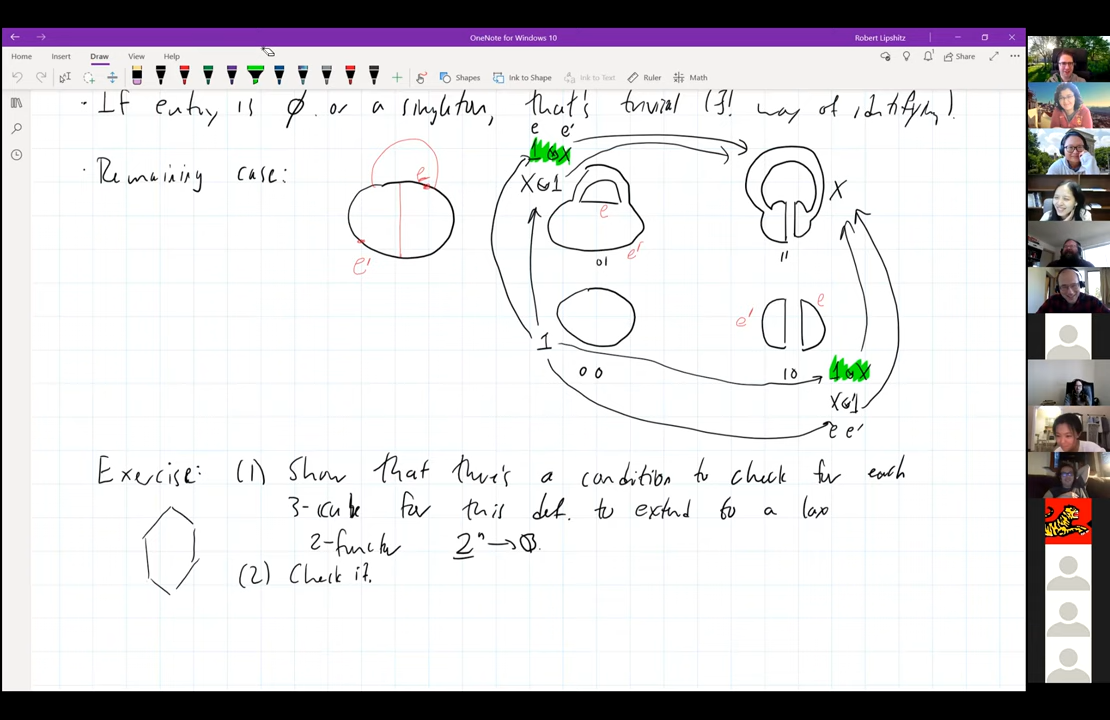 OneNote for Windows 10
Robert Lipshitz
Home Insert Draw View Help
Share
Shapes Ink to Shape Ink to Text Ruler Math
· If entry is ∅ or a singleton, that's trivial (∃! way of identifying).
· Remaining case:
e e'
1⊗X
X⊗1
e
e'
01
X
11
e
e'
1
00
e'
e
10
1⊗X
X⊗1
e e'
Exercise: (1) Show that there's a condition to check for each
3-cube for this def. to extend to a lax
2-functor 2ⁿ →
(2) Check it.